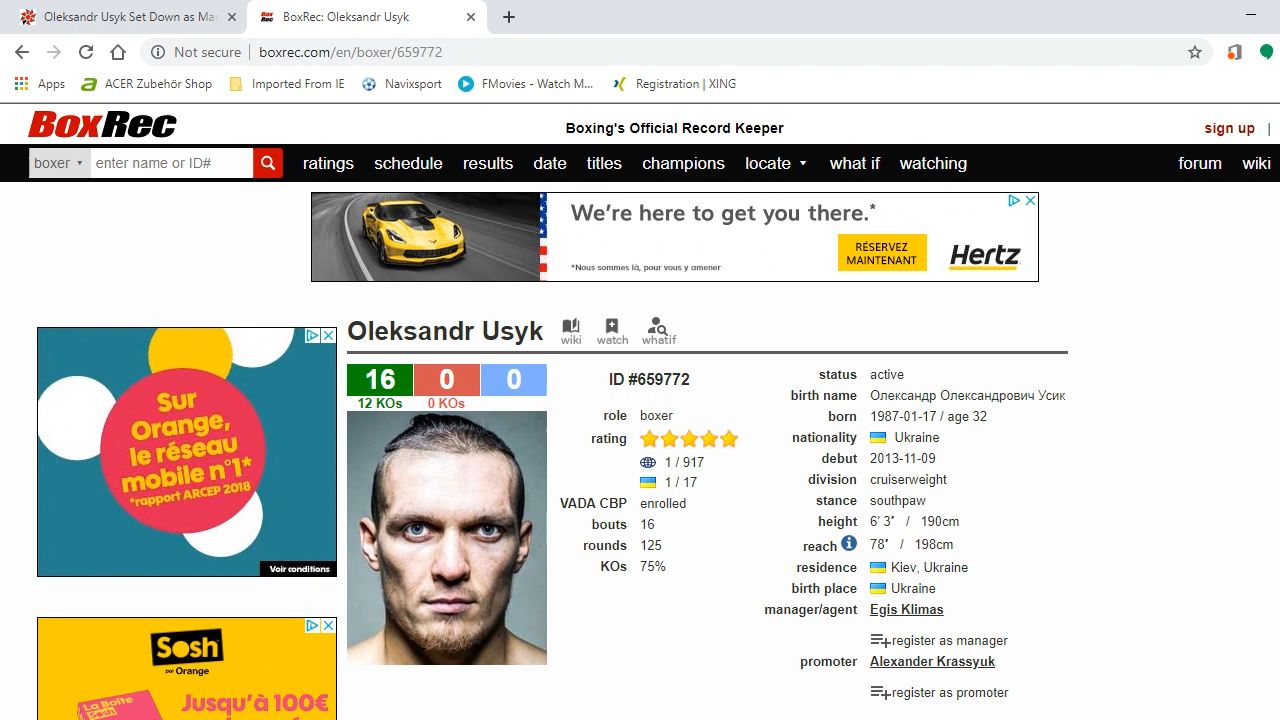 Oleksandr Usyk Set Down as Mar
BoxRec: Oleksandr Usyk
Not secure
boxrec.com/en/boxer/659772
Apps
ACER Zubehör Shop
Imported From IE
Navixsport
FMovies - Watch M...
Registration | XING
BoxRec
Boxing's Official Record Keeper
sign up |
boxer
enter name or ID#
ratings
schedule
results
date
titles
champions
locate
what if
watching
forum
wiki
We're here to get you there.*
RÉSERVEZ
MAINTENANT
Hertz
*Nous sommes là, pour vous y amener
Sur
Orange,
le réseau
mobile n°1*
*rapport ARCEP 2018
Voir conditions
Sosh
par Orange
La Boîte
Sosh
Jusqu'à 100€
Oleksandr Usyk
wiki
watch
whatif
16 0 0
12 KOs 0 KOs
ID #659772
role boxer
rating
1 / 917
1 / 17
VADA CBP enrolled
bouts 16
rounds 125
KOs 75%
status active
birth name Олександр Олександрович Усик
born 1987-01-17 / age 32
nationality Ukraine
debut 2013-11-09
division cruiserweight
stance southpaw
height 6′ 3″ / 190cm
reach 78″ / 198cm
residence Kiev, Ukraine
birth place Ukraine
manager/agent Egis Klimas
register as manager
promoter Alexander Krassyuk
register as promoter